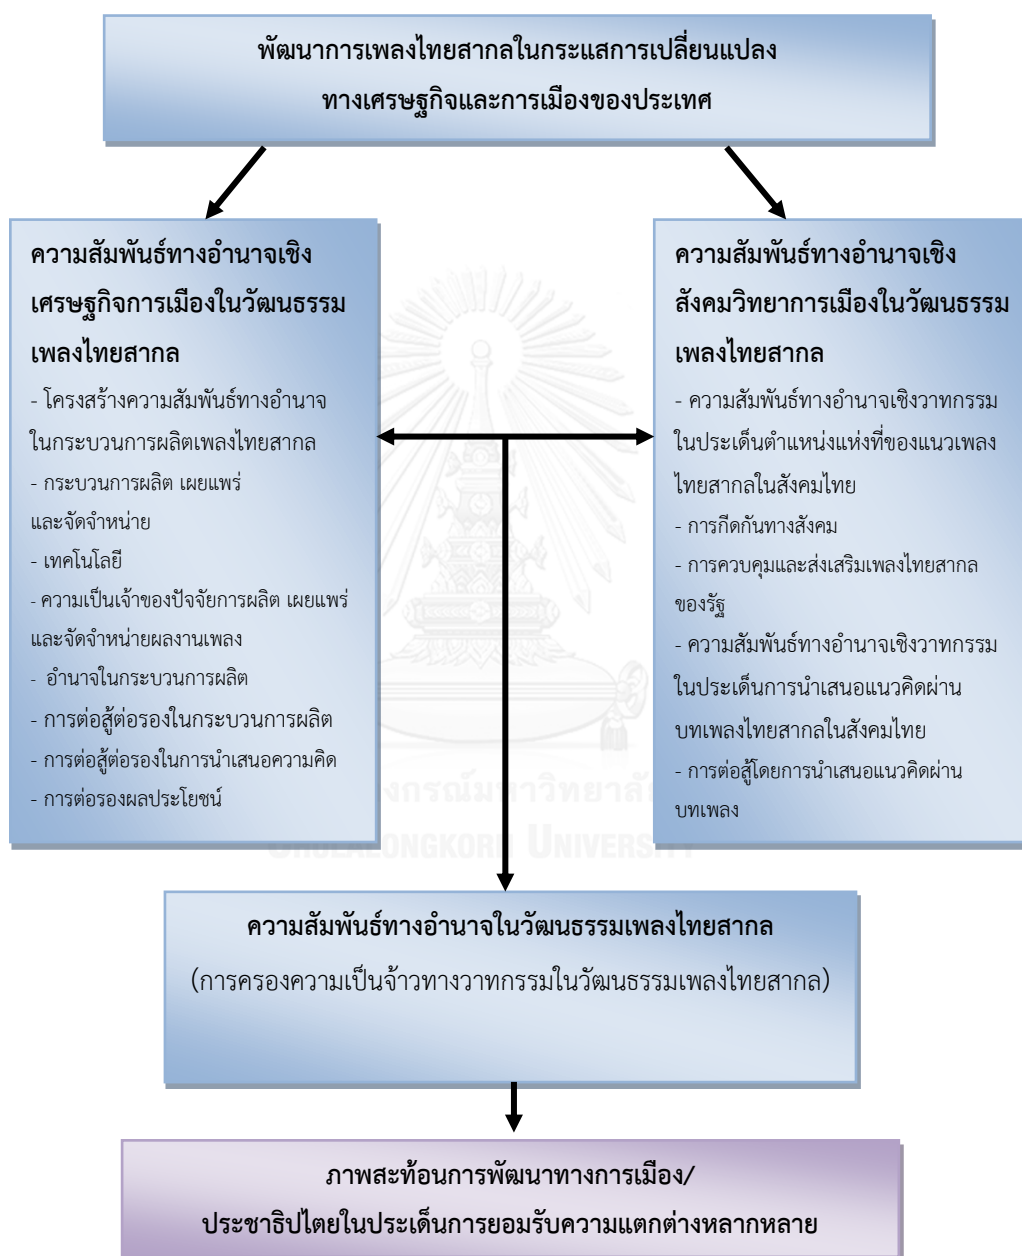 พัฒนาการเพลงไทยสากลในกระแสการเปลี่ยนแปลง
ทางเศรษฐกิจและการเมืองของประเทศ
ความสัมพันธ์ทางอำนาจเชิง
เศรษฐกิจการเมืองในวัฒนธรรม
เพลงไทยสากล
- โครงสร้างความสัมพันธ์ทางอำนาจ
ในกระบวนการผลิตเพลงไทยสากล
- กระบวนการผลิต เผยแพร่
และจัดจำหน่าย
- เทคโนโลยี
- ความเป็นเจ้าของปัจจัยการผลิต เผยแพร่
และจัดจำหน่ายผลงานเพลง
- อำนาจในกระบวนการผลิต
- การต่อสู้ต่อรองในกระบวนการผลิต
- การต่อสู้ต่อรองในการนำเสนอความคิด
- การต่อรองผลประโยชน์
ความสัมพันธ์ทางอำนาจเชิง
สังคมวิทยาการเมืองในวัฒนธรรม
เพลงไทยสากล
- ความสัมพันธ์ทางอำนาจเชิงวาทกรรม
ในประเด็นตำแหน่งแห่งที่ของแนวเพลง
ไทยสากลในสังคมไทย
- การกีดกันทางสังคม
- การควบคุมและส่งเสริมเพลงไทยสากล
ของรัฐ
- ความสัมพันธ์ทางอำนาจเชิงวาทกรรม
ในประเด็นการนำเสนอแนวคิดผ่าน
บทเพลงไทยสากลในสังคมไทย
- การต่อสู้โดยการนำเสนอแนวคิดผ่าน
บทเพลง
ความสัมพันธ์ทางอำนาจในวัฒนธรรมเพลงไทยสากล
(การครองความเป็นจ้าวทางวาทกรรมในวัฒนธรรมเพลงไทยสากล)
ภาพสะท้อนการพัฒนาทางการเมือง/
ประชาธิปไตยในประเด็นการยอมรับความแตกต่างหลากหลาย